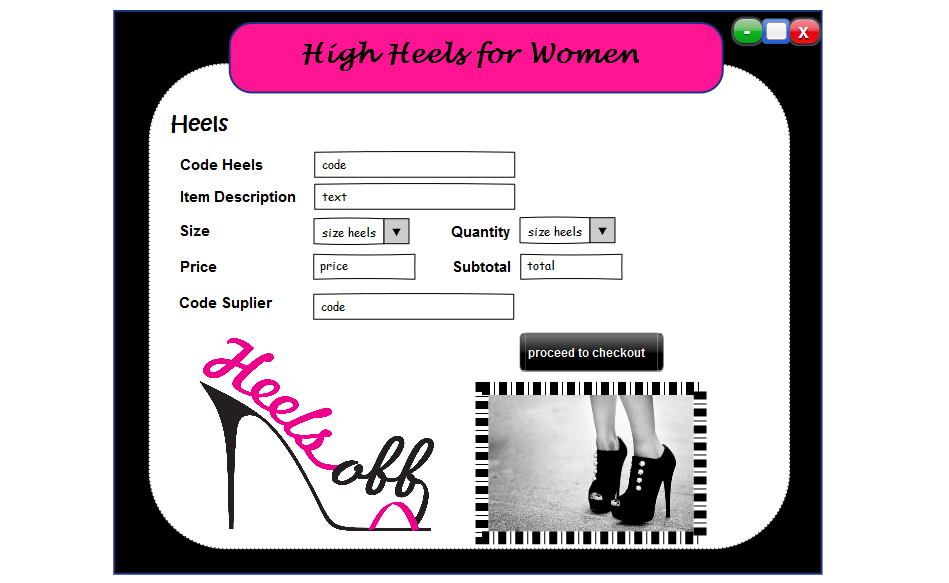 High Heels for Women
- x
Heels
Code Heels code
Item Description text
Size size heels ▼ Quantity size heels ▼
Price price Subtotal total
Code Suplier code
proceed to checkout
Heels
off